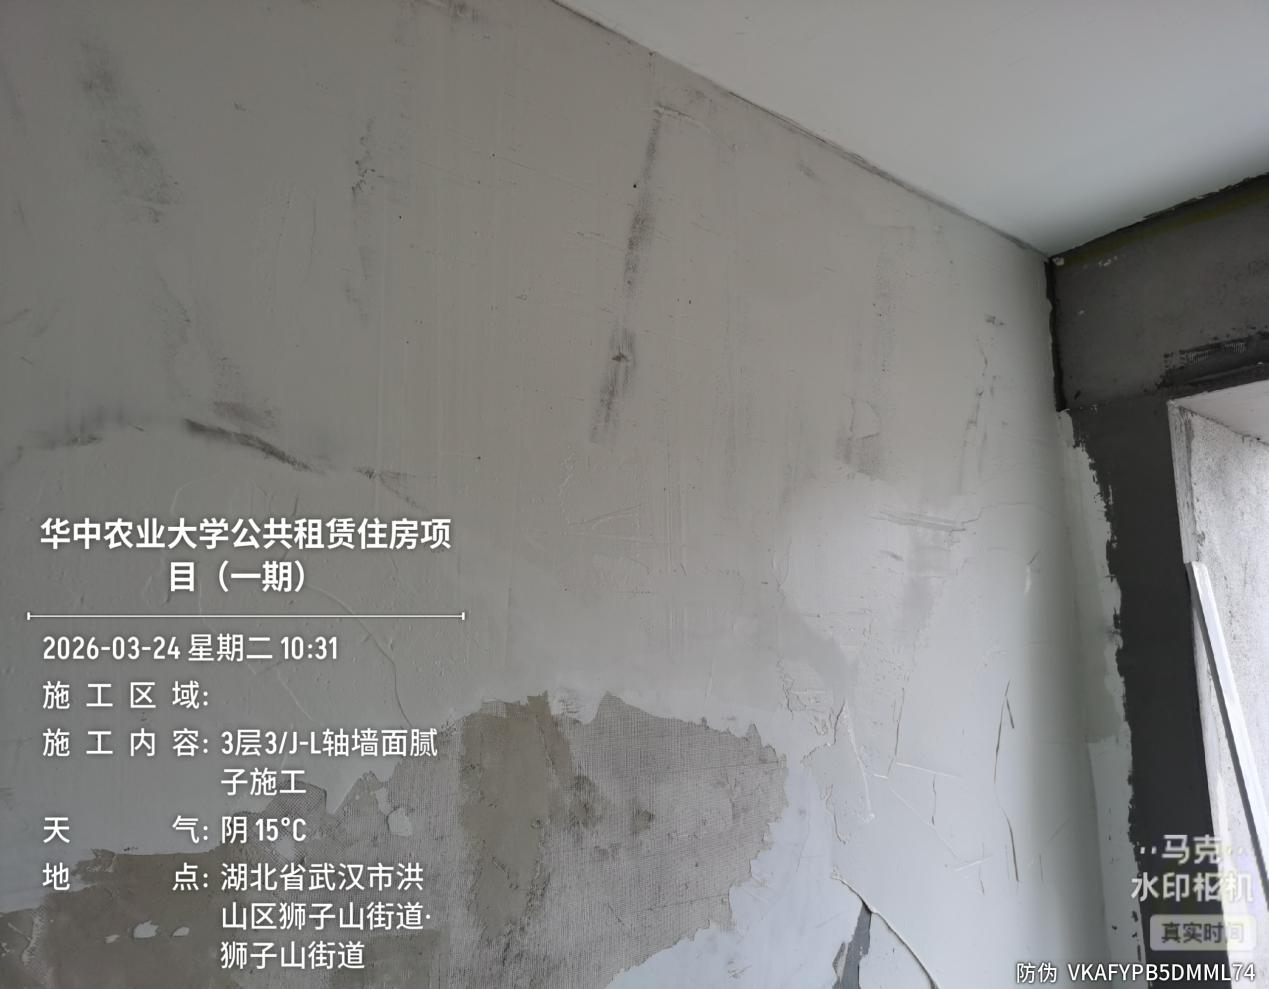 华中农业大学公共租赁住房项
目（一期）
2026-03-24 星期二 10:31
施工区域:
施工内容: 3层3/J-L轴墙面腻
子施工
天气: 阴 15°C
地点: 湖北省武汉市洪
山区狮子山街道·
狮子山街道
马克
水印相机
真实时间
防伪 VKAFYPB5DMML74